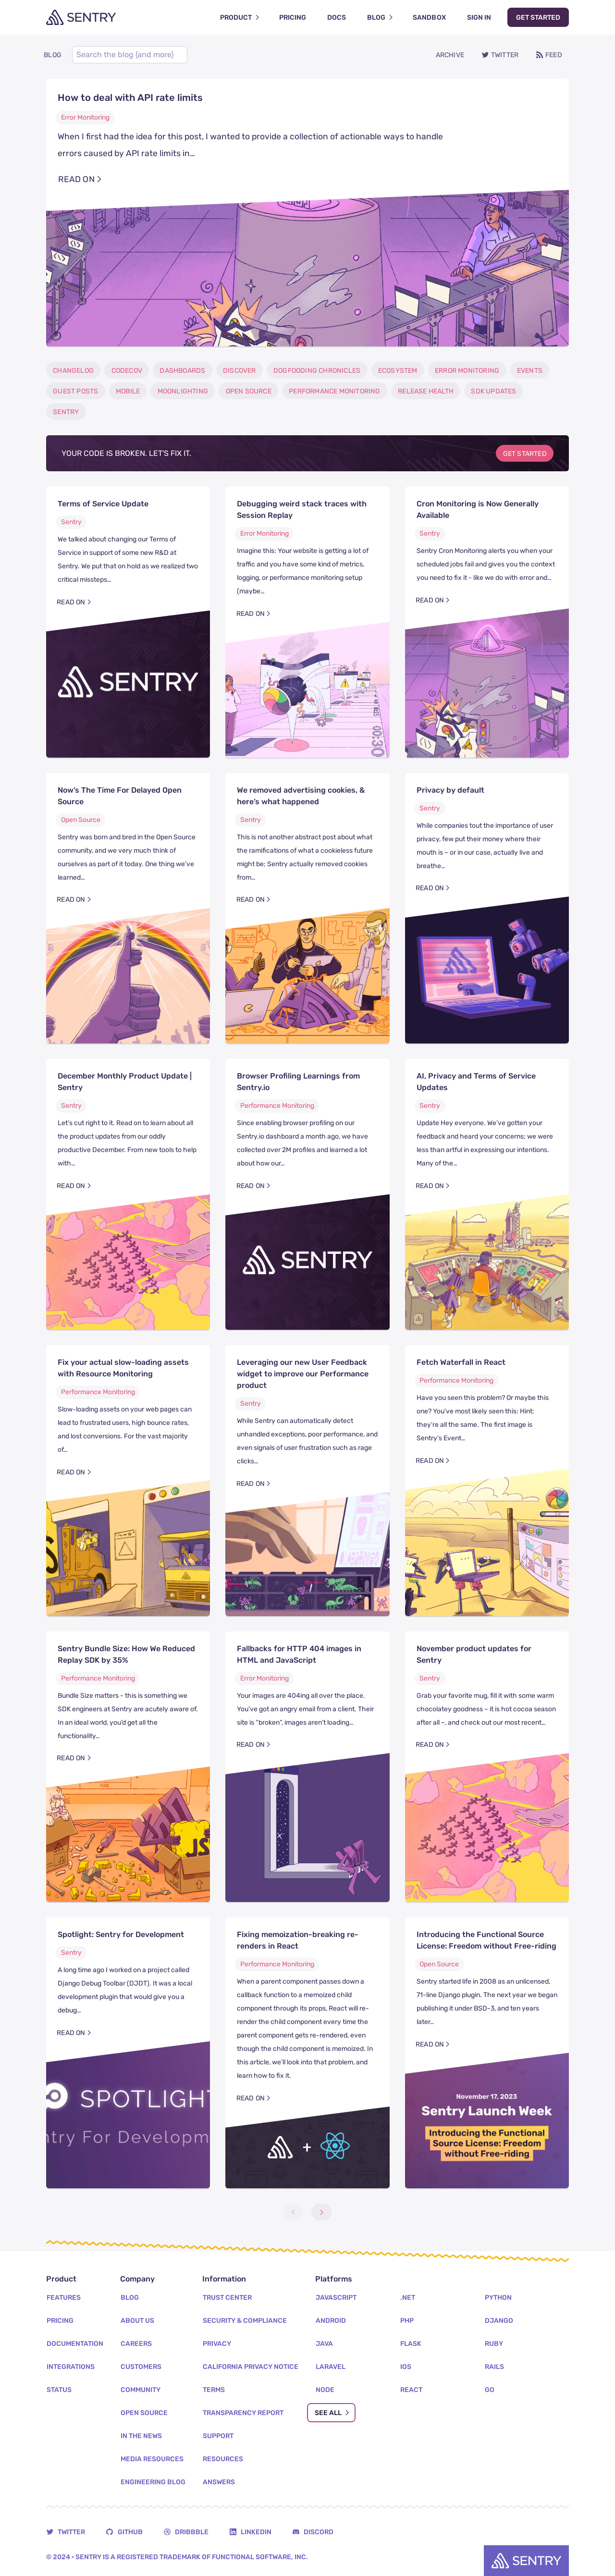 SENTRY
PRODUCT
PRICING
DOCS
BLOG
SANDBOX
SIGN IN
GET STARTED
BLOG
Search the blog (and more)
ARCHIVE
TWITTER
FEED
How to deal with API rate limits
Error Monitoring
When I first had the idea for this post, I wanted to provide a collection of actionable ways to handle
errors caused by API rate limits in…
READ ON
CHANGELOG
CODECOV
DASHBOARDS
DISCOVER
DOGFOODING CHRONICLES
ECOSYSTEM
ERROR MONITORING
EVENTS
GUEST POSTS
MOBILE
MOONLIGHTING
OPEN SOURCE
PERFORMANCE MONITORING
RELEASE HEALTH
SDK UPDATES
SENTRY
YOUR CODE IS BROKEN. LET'S FIX IT.
GET STARTED
Terms of Service Update
Sentry
We talked about changing our Terms of
Service in support of some new R&D at
Sentry. We put that on hold as we realized two
critical missteps…
READ ON
SENTRY
Debugging weird stack traces with
Session Replay
Error Monitoring
Imagine this: Your website is getting a lot of
traffic and you have some kind of metrics,
logging, or performance monitoring setup
(maybe…
READ ON
Cron Monitoring is Now Generally
Available
Sentry
Sentry Cron Monitoring alerts you when your
scheduled jobs fail and gives you the context
you need to fix it - like we do with error and…
READ ON
Now's The Time For Delayed Open
Source
Open Source
Sentry was born and bred in the Open Source
community, and we very much think of
ourselves as part of it today. One thing we've
learned…
READ ON
We removed advertising cookies, &
here's what happened
Sentry
This is not another abstract post about what
the ramifications of what a cookieless future
might be; Sentry actually removed cookies
from…
READ ON
Privacy by default
Sentry
While companies tout the importance of user
privacy, few put their money where their
mouth is – or in our case, actually live and
breathe…
READ ON
December Monthly Product Update |
Sentry
Sentry
Let's cut right to it. Read on to learn about all
the product updates from our oddly
productive December. From new tools to help
with…
READ ON
Browser Profiling Learnings from
Sentry.io
Performance Monitoring
Since enabling browser profiling on our
Sentry.io dashboard a month ago, we have
collected over 2M profiles and learned a lot
about how our…
READ ON
SENTRY
AI, Privacy and Terms of Service
Updates
Sentry
Update Hey everyone. We've gotten your
feedback and heard your concerns; we were
less than artful in expressing our intentions.
Many of the…
READ ON
Fix your actual slow-loading assets
with Resource Monitoring
Performance Monitoring
Slow-loading assets on your web pages can
lead to frustrated users, high bounce rates,
and lost conversions. For the vast majority
of…
READ ON
Leveraging our new User Feedback
widget to improve our Performance
product
Sentry
While Sentry can automatically detect
unhandled exceptions, poor performance, and
even signals of user frustration such as rage
clicks…
READ ON
Fetch Waterfall in React
Performance Monitoring
Have you seen this problem? Or maybe this
one? You've most likely seen this: Hint:
they're all the same. The first image is
Sentry's Event…
READ ON
Sentry Bundle Size: How We Reduced
Replay SDK by 35%
Performance Monitoring
Bundle Size matters - this is something we
SDK engineers at Sentry are acutely aware of.
In an ideal world, you'd get all the
functionality…
READ ON
JS
Fallbacks for HTTP 404 images in
HTML and JavaScript
Error Monitoring
Your images are 404ing all over the place.
You've got an angry email from a client. Their
site is "broken", images aren't loading…
READ ON
November product updates for
Sentry
Sentry
Grab your favorite mug, fill it with some warm
chocolatey goodness – it is hot cocoa season
after all –, and check out our most recent…
READ ON
Spotlight: Sentry for Development
Sentry
A long time ago I worked on a project called
Django Debug Toolbar (DJDT). It was a local
development plugin that would give you a
debug…
READ ON
SPOTLIGHT
try For Developme
Fixing memoization-breaking re-
renders in React
Performance Monitoring
When a parent component passes down a
callback function to a memoized child
component through its props, React will re-
render the child component every time the
parent component gets re-rendered, even
though the child component is memoized. In
this article, we'll look into that problem, and
learn how to fix it.
READ ON
+
Introducing the Functional Source
License: Freedom without Free-riding
Open Source
Sentry started life in 2008 as an unlicensed,
71-line Django plugin. The next year we began
publishing it under BSD-3, and ten years
later…
READ ON
November 17, 2023
Sentry Launch Week
Introducing the Functional
Source License: Freedom
without Free-riding
Product
FEATURES
PRICING
DOCUMENTATION
INTEGRATIONS
STATUS
Company
BLOG
ABOUT US
CAREERS
CUSTOMERS
COMMUNITY
OPEN SOURCE
IN THE NEWS
MEDIA RESOURCES
ENGINEERING BLOG
Information
TRUST CENTER
SECURITY & COMPLIANCE
PRIVACY
CALIFORNIA PRIVACY NOTICE
TERMS
TRANSPARENCY REPORT
SUPPORT
RESOURCES
ANSWERS
Platforms
JAVASCRIPT
ANDROID
JAVA
LARAVEL
NODE
SEE ALL
.NET
PHP
FLASK
IOS
REACT
PYTHON
DJANGO
RUBY
RAILS
GO
TWITTER
GITHUB
DRIBBBLE
LINKEDIN
DISCORD
© 2024 • SENTRY IS A REGISTERED TRADEMARK OF FUNCTIONAL SOFTWARE, INC.
SENTRY